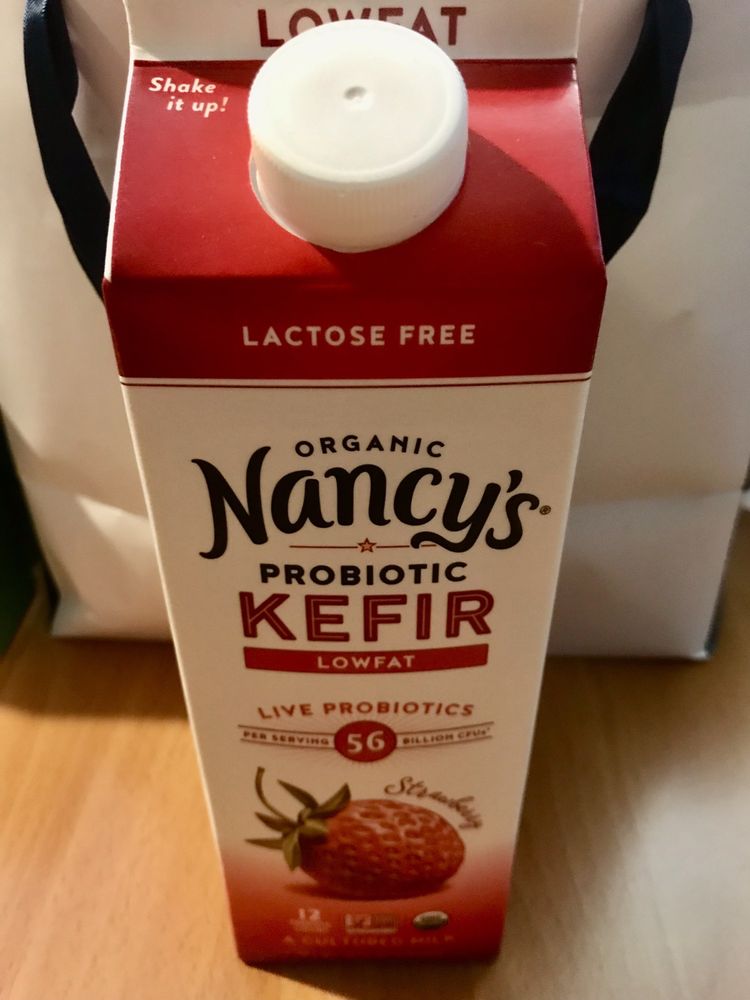 LOWFAT
Shake
it up!
LACTOSE FREE
ORGANIC
Nancy's®
PROBIOTIC
KEFIR
LOWFAT
LIVE PROBIOTICS
PER SERVING 56 BILLION CFUs*
Strawberry
12
A CULTURED MILK